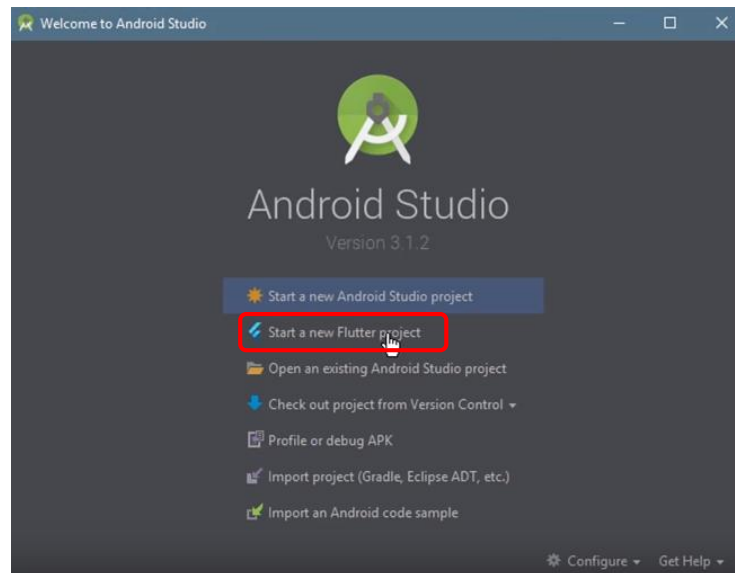 Welcome to Android Studio
Android Studio
Version 3.1.2
Start a new Android Studio project
Start a new Flutter project
Open an existing Android Studio project
Check out project from Version Control
Profile or debug APK
Import project (Gradle, Eclipse ADT, etc.)
Import an Android code sample
Configure Get Help